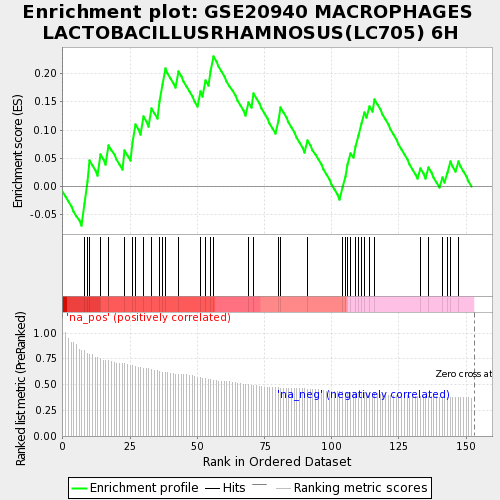 Enrichment plot: GSE20940 MACROPHAGES
LACTOBACILLUSRHAMNOSUS(LC705) 6H
Enrichment score (ES)
0.20
0.15
0.10
0.05
0.00
-0.05
'na_pos' (positively correlated)
Ranked list metric (PreRanked)
1.00
0.75
0.50
0.25
0.00
Zero cross at
'na_neg' (negatively correlated)
0 25 50 75 100 125 150
Rank in Ordered Dataset
Enrichment profile Hits Ranking metric scores